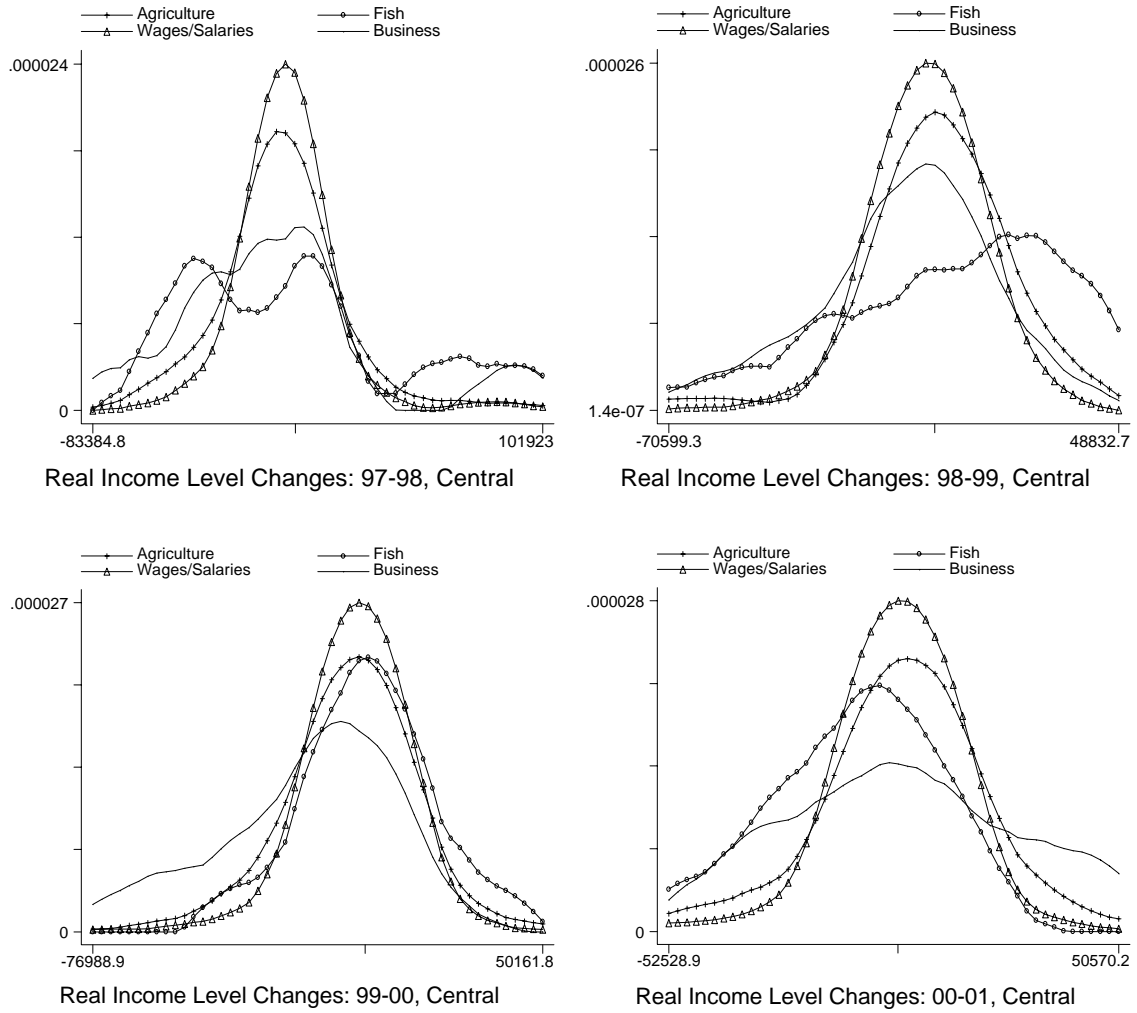 Agriculture Fish
Wages/Salaries Business
.000024
0
-83384.8 101923
Real Income Level Changes: 97-98, Central
Agriculture Fish
Wages/Salaries Business
.000026
1.4e-07
-70599.3 48832.7
Real Income Level Changes: 98-99, Central
Agriculture Fish
Wages/Salaries Business
.000027
0
-76988.9 50161.8
Real Income Level Changes: 99-00, Central
Agriculture Fish
Wages/Salaries Business
.000028
0
-52528.9 50570.2
Real Income Level Changes: 00-01, Central